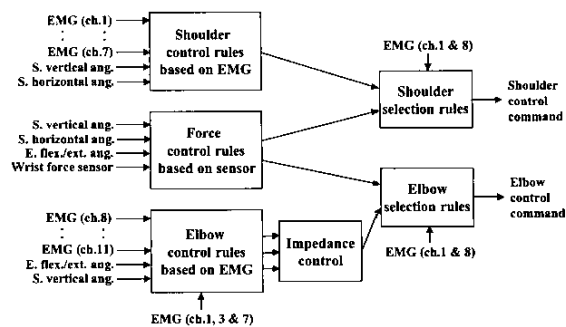 EMG (ch.1)
: :
EMG (ch.7)
S. vertical ang.
S. horizontal ang.
Shoulder
control rules
based on EMG
EMG (ch.1 & 8)
Shoulder
selection rules
Shoulder
control
command
S. vertical ang.
S. horizontal ang.
E. flex./ext. ang.
Wrist force sensor
Force
control rules
based on sensor
Elbow
selection rules
Elbow
control
command
EMG (ch.1 & 8)
EMG (ch.8)
: :
EMG (ch.11)
E. flex./ext. ang.
S. vertical ang.
Elbow
control rules
based on EMG
Impedance
control
EMG (ch.1, 3 & 7)